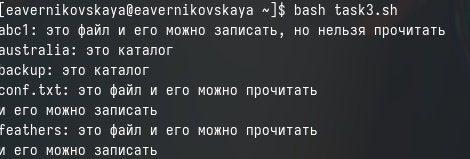 [eavernikovskaya@eavernikovskaya ~]$ bash task3.sh
abc1: это файл и его можно записать, но нельзя прочитать
australia: это каталог
backup: это каталог
conf.txt: это файл и его можно прочитать
и его можно записать
feathers: это файл и его можно прочитать
и его можно записать